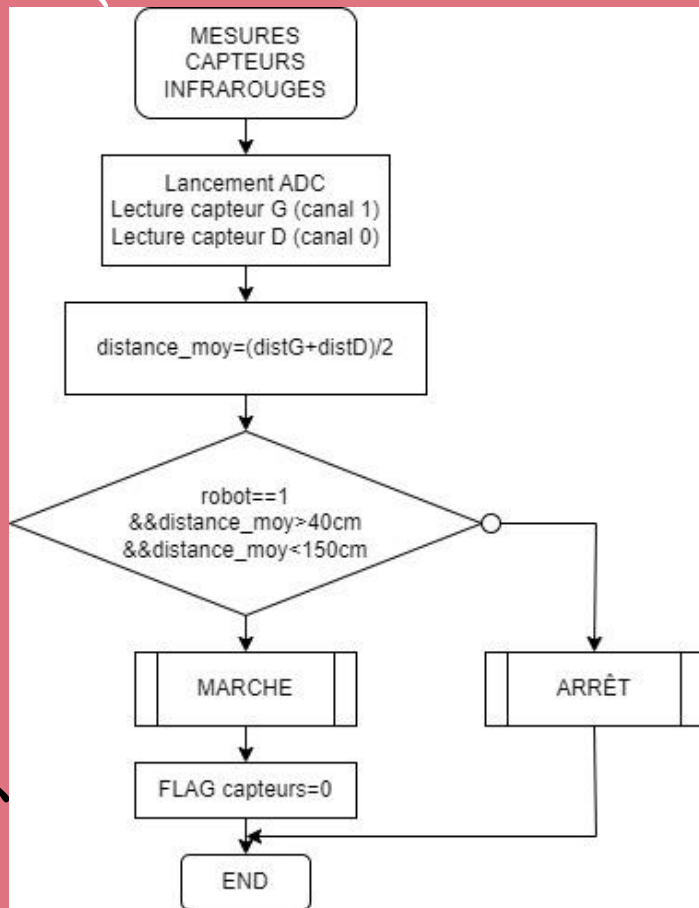 MESURES
CAPTEURS
INFRAROUGES
Lancement ADC
Lecture capteur G (canal 1)
Lecture capteur D (canal 0)
distance_moy=(distG+distD)/2
robot==1
&&distance_moy>40cm
&&distance_moy<150cm
MARCHE
ARRÊT
FLAG capteurs=0
END